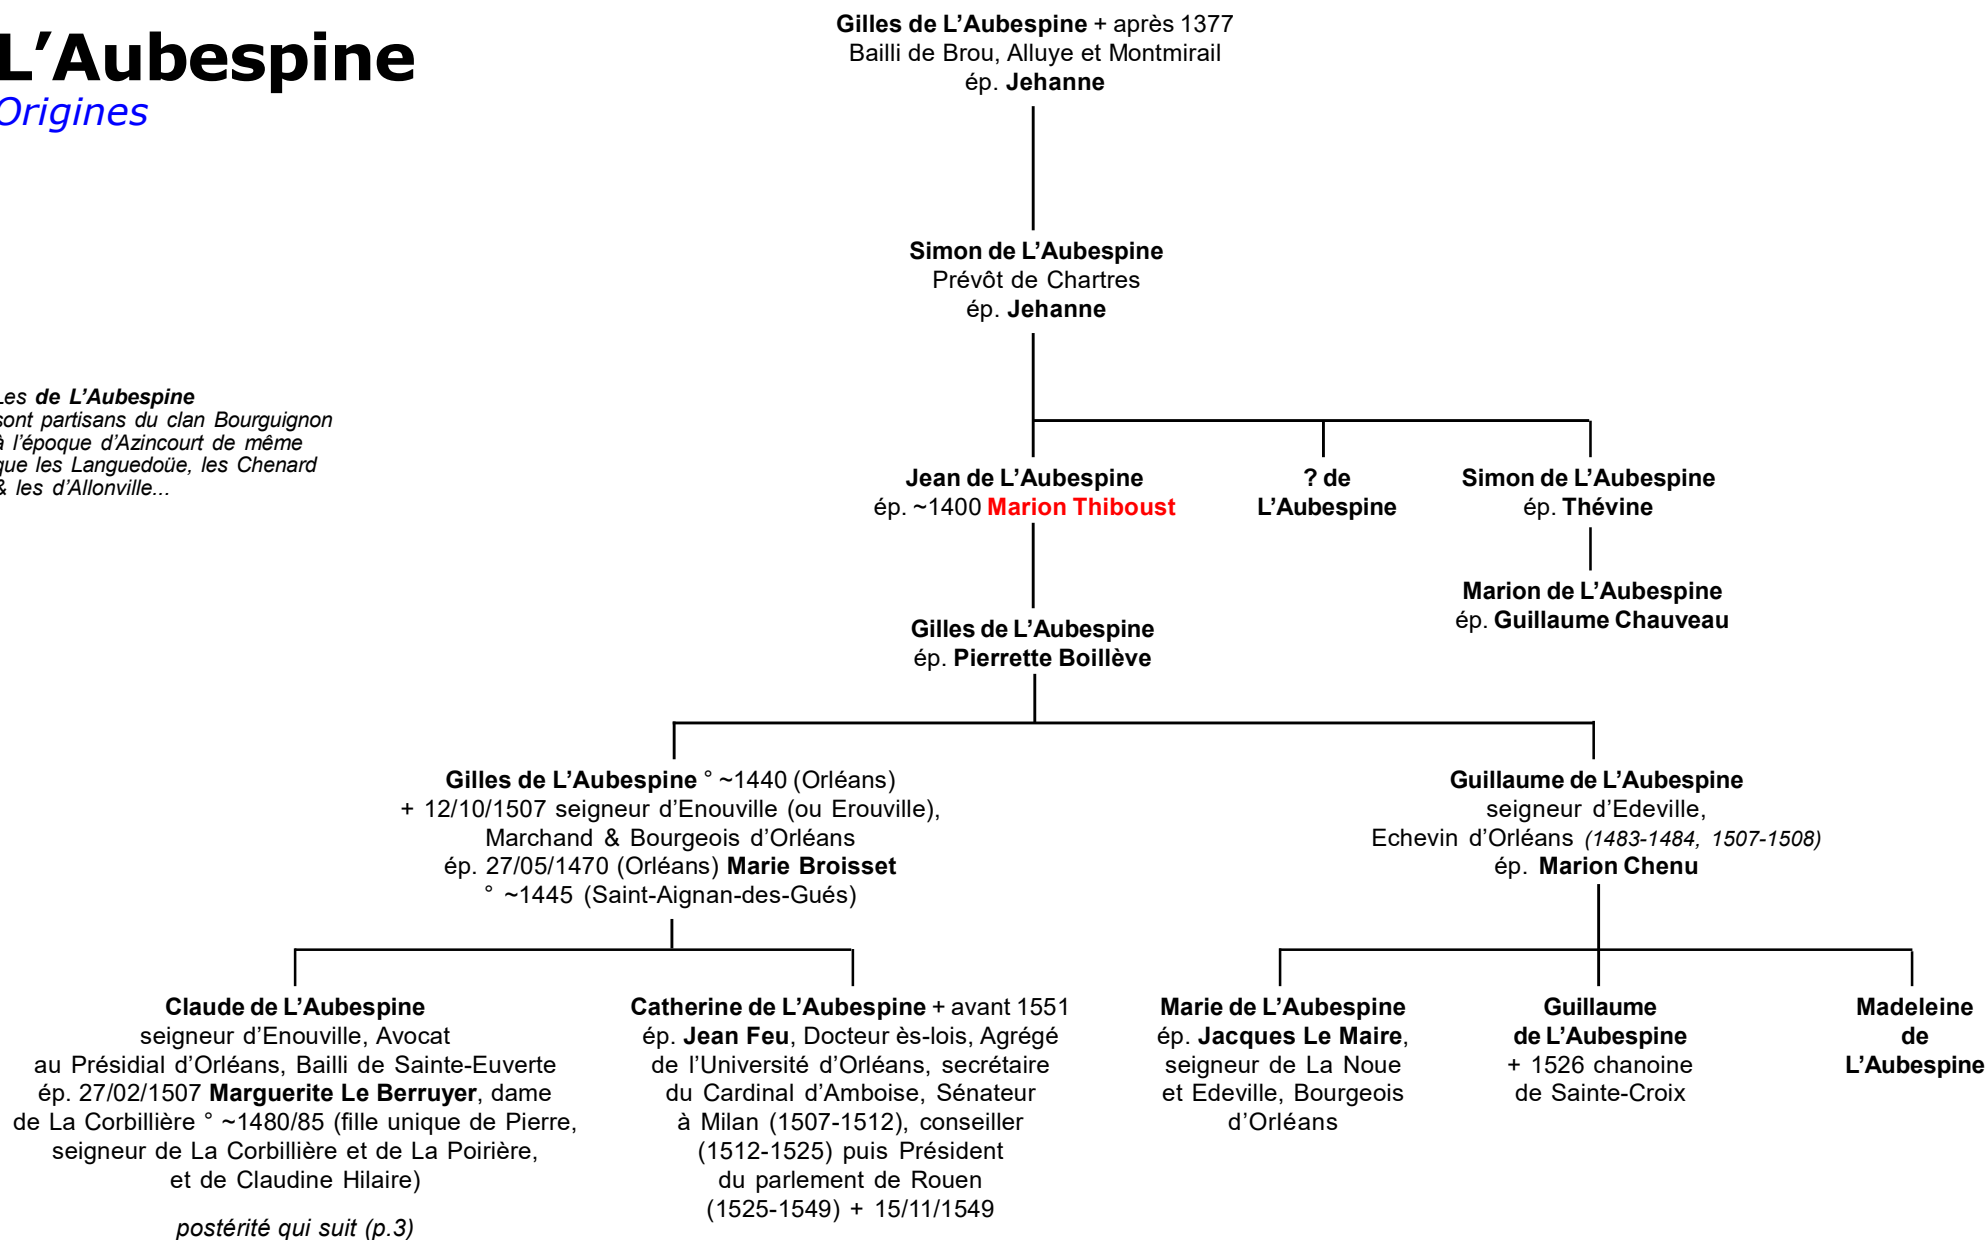 L'Aubespine
Origines
Gilles de L'Aubespine + après 1377
Bailli de Brou, Alluye et Montmirail
ép. Jehanne
Simon de L'Aubespine
Prévôt de Chartres
ép. Jehanne
Les de L'Aubespine
sont partisans du clan Bourguignon
à l'époque d'Azincourt de même
que les Languedoüe, les Chenard
& les d'Allonville...
Jean de L'Aubespine
ép. ~1400 Marion Thiboust
? de
L'Aubespine
Simon de L'Aubespine
ép. Thévine
Marion de L'Aubespine
ép. Guillaume Chauveau
Gilles de L'Aubespine
ép. Pierrette Boillève
Gilles de L'Aubespine ° ~1440 (Orléans)
+ 12/10/1507 seigneur d'Enouville (ou Erouville),
Marchand & Bourgeois d'Orléans
ép. 27/05/1470 (Orléans) Marie Broisset
° ~1445 (Saint-Aignan-des-Gués)
Guillaume de L'Aubespine
seigneur d'Edeville,
Echevin d'Orléans (1483-1484, 1507-1508)
ép. Marion Chenu
Claude de L'Aubespine
seigneur d'Enouville, Avocat
au Présidial d'Orléans, Bailli de Sainte-Euverte
ép. 27/02/1507 Marguerite Le Berruyer, dame
de La Corbillière ° ~1480/85 (fille unique de Pierre,
seigneur de La Corbillière et de La Poirière,
et de Claudine Hilaire)
postérité qui suit (p.3)
Catherine de L'Aubespine + avant 1551
ép. Jean Feu, Docteur ès-lois, Agrégé
de l'Université d'Orléans, secrétaire
du Cardinal d'Amboise, Sénateur
à Milan (1507-1512), conseiller
(1512-1525) puis Président
du parlement de Rouen
(1525-1549) + 15/11/1549
Marie de L'Aubespine
ép. Jacques Le Maire,
seigneur de La Noue
et Edeville, Bourgeois
d'Orléans
Guillaume
de L'Aubespine
+ 1526 chanoine
de Sainte-Croix
Madeleine
de
L'Aubespine